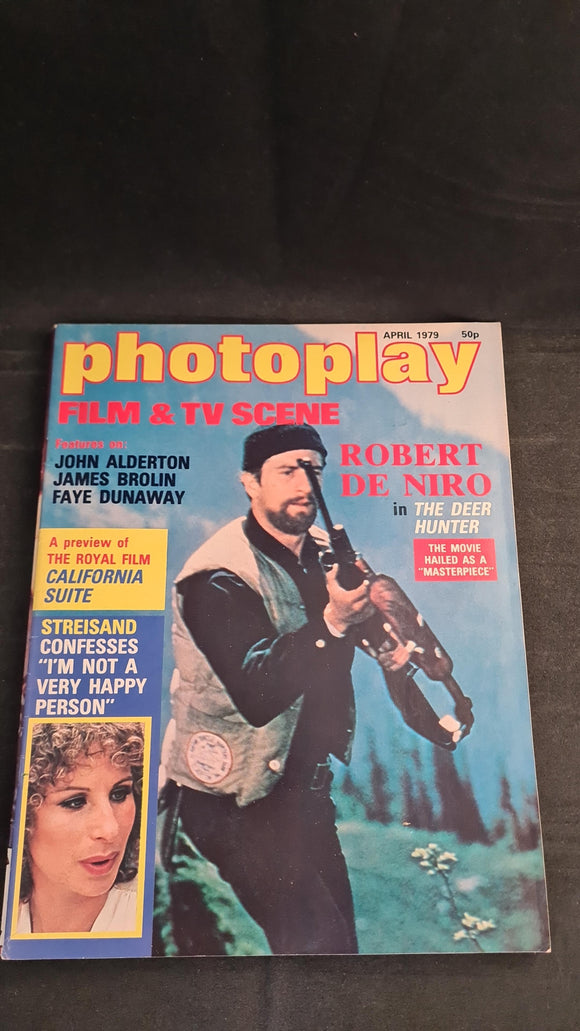 APRIL 1979 50p
photoplay
FILM & TV SCENE
Features on:
JOHN ALDERTON
JAMES BROLIN
FAYE DUNAWAY
ROBERT
DE NIRO
in THE DEER
HUNTER
THE MOVIE
HAILED AS A
"MASTERPIECE"
A preview of
THE ROYAL FILM
CALIFORNIA
SUITE
STREISAND
CONFESSES
"I'M NOT A
VERY HAPPY
PERSON"